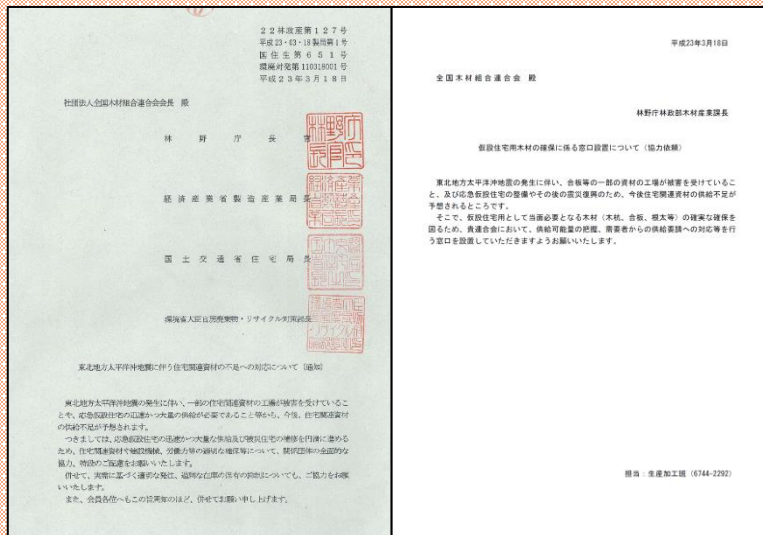 22林政産第127号
平成23・03・18製局第1号
国住生第651号
環廃対発第110318001号
平成23年3月18日
社団法人全国木材組合連合会会長 殿
林野庁長官
経済産業省製造産業局長
国土交通省住宅局長
環境省大臣官房廃棄物・リサイクル対策部長
東北地方太平洋沖地震に伴う住宅関連資材の不足への対応について（通知）
東北地方太平洋沖地震の発生に伴い、一部の住宅関連資材の工場が被害を受けているこ
とや、応急仮設住宅の迅速かつ大量の供給が必要であること等から、今後、住宅関連資材
の供給不足が予想されます。
つきましては、応急仮設住宅の迅速かつ大量な供給及び被災住宅の補修を円滑に進める
ため、住宅関連資材や建設機械、労働力等の適切な確保等について、関係団体の全面的な
協力、特段のご配慮をお願いいたします。
併せて、実需に基づく適切な発注、過剰な在庫の保有の抑制についても、ご協力をお願
いいたします。
また、会員各位へもこの旨周知のほど、併せてお願い申し上げます。
平成23年3月18日
全国木材組合連合会 殿
林野庁林政部木材産業課長
仮設住宅用木材の確保に係る窓口設置について（協力依頼）
東北地方太平洋沖地震の発生に伴い、合板等の一部の資材の工場が被害を受けているこ
と、及び応急仮設住宅の整備やその後の震災復興のため、今後住宅関連資材の供給不足が
予想されるところです。
そこで、仮設住宅用として当面必要となる木材（木杭、合板、根太等）の確実な確保を
図るため、貴連合会において、供給可能量の把握、需要者からの供給要請への対応等を行
う窓口を設置していただきますようお願いいたします。
担当：生産加工班（6744-2292）